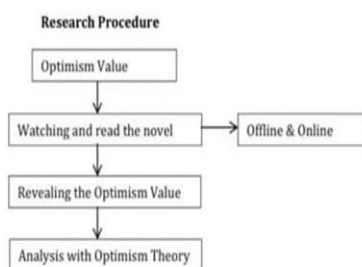 Research Procedure
Optimism Value
Watching and read the novel
Offline & Online
Revealing the Optimism Value
Analysis with Optimism Theory